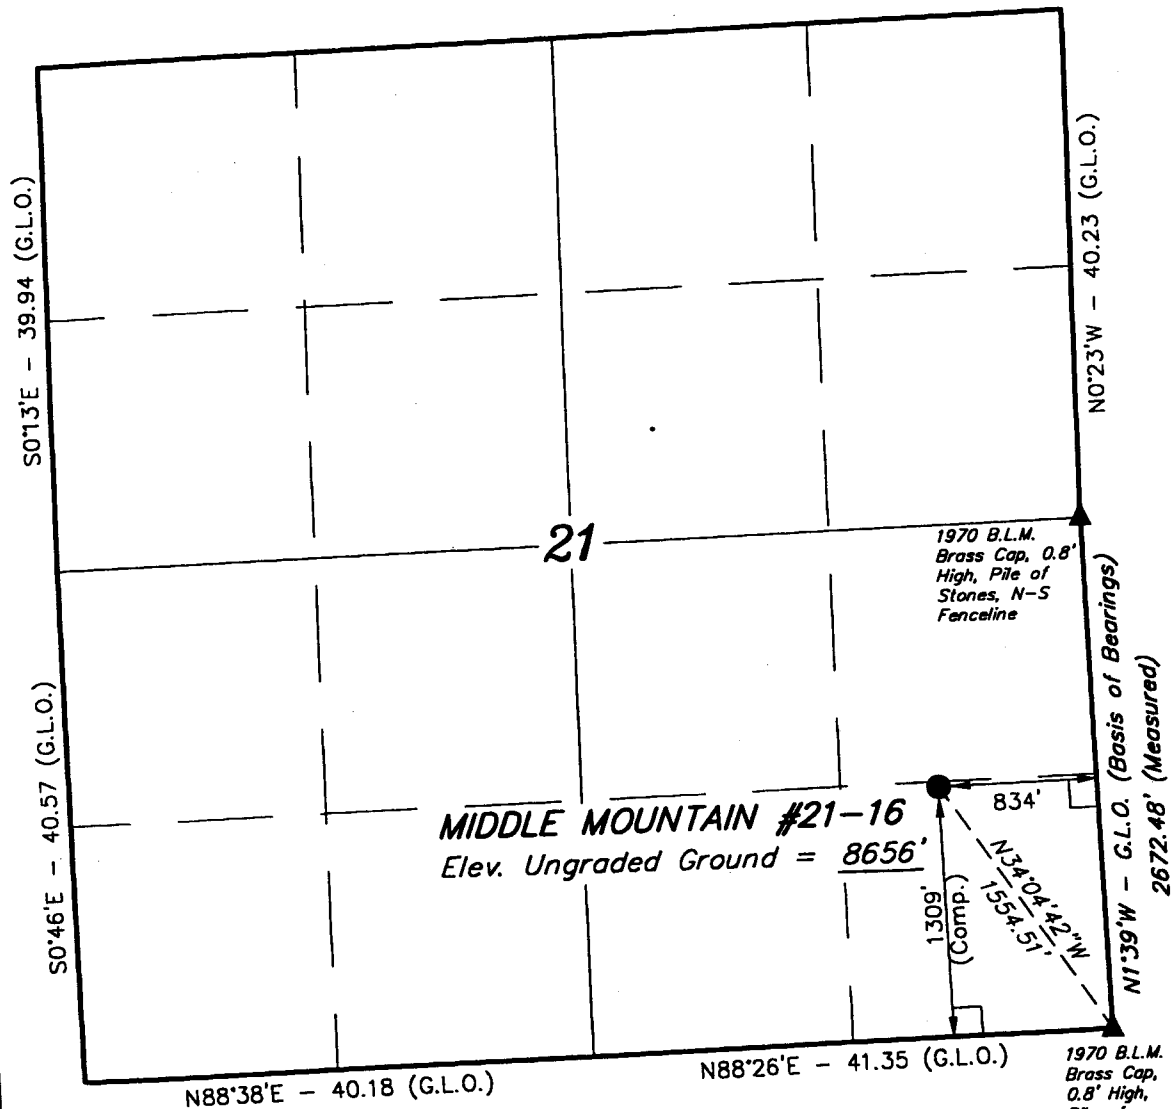 S0°13'E – 39.94 (G.L.O.)
N0°23'W – 40.23 (G.L.O.)
21
1970 B.L.M.
Brass Cap, 0.8'
High, Pile of
Stones, N–S
Fenceline
S0°46'E – 40.57 (G.L.O.)
N1°39'W – G.L.O. (Basis of Bearings)
2672.48' (Measured)
834'
MIDDLE MOUNTAIN #21–16
Elev. Ungraded Ground = 8656'
1309'
(Comp.)
N34°04'42"W
1554.51'
N88°38'E – 40.18 (G.L.O.)
N88°26'E – 41.35 (G.L.O.)
1970 B.L.M.
Brass Cap,
0.8' High,